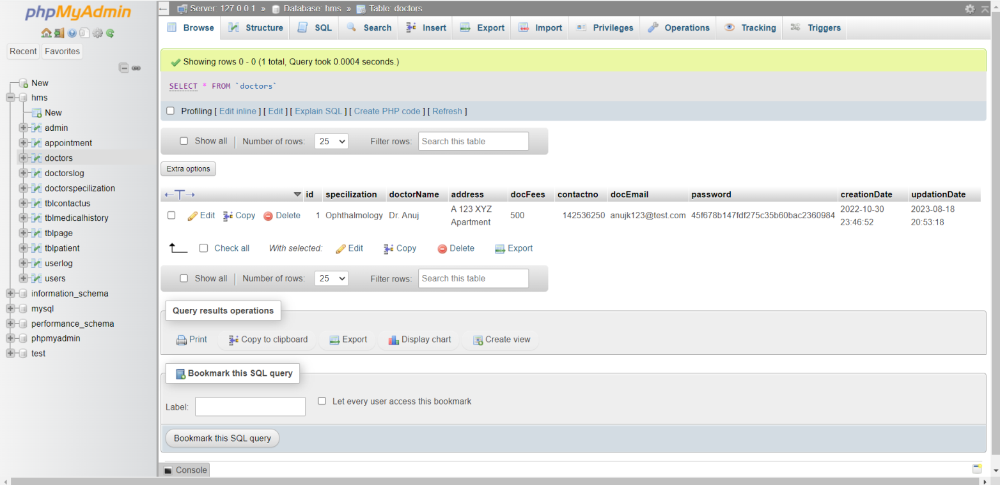 phpMyAdmin
Recent Favorites
New
hms
New
admin
appointment
doctors
doctorslog
doctorspecilization
tblcontactus
tblmedicalhistory
tblpage
tblpatient
userlog
users
information_schema
mysql
performance_schema
phpmyadmin
test
Server: 127.0.0.1 » Database: hms » Table: doctors
Browse Structure SQL Search Insert Export Import Privileges Operations Tracking Triggers
Showing rows 0 - 0 (1 total, Query took 0.0004 seconds.)
SELECT * FROM `doctors`
Profiling [ Edit inline ] [ Edit ] [ Explain SQL ] [ Create PHP code ] [ Refresh ]
Show all | Number of rows: 25 Filter rows: Search this table
Extra options
id specilization doctorName address docFees contactno docEmail password creationDate updationDate
Edit Copy Delete 1 Ophthalmology Dr. Anuj A 123 XYZ Apartment 500 142536250 anujk123@test.com 45f678b147fdf275c35b60bac2360984 2022-10-30 23:46:52 2023-08-18 20:53:18
Check all With selected: Edit Copy Delete Export
Show all | Number of rows: 25 Filter rows: Search this table
Query results operations
Print Copy to clipboard Export Display chart Create view
Bookmark this SQL query
Label: Let every user access this bookmark
Bookmark this SQL query
Console